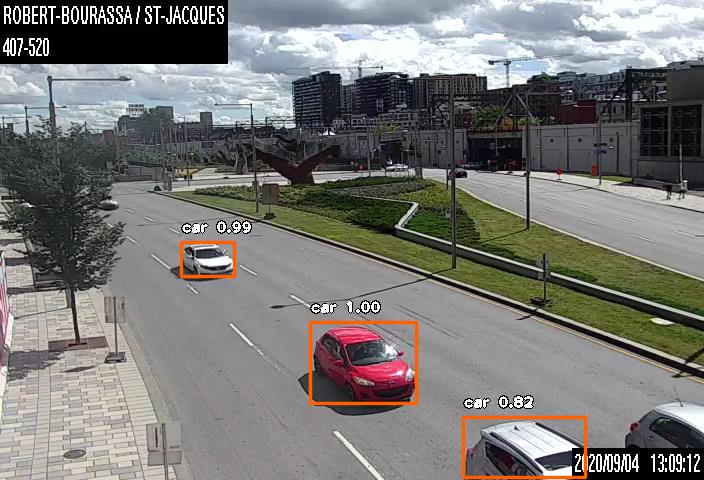 ROBERT-BOURASSA / ST-JACQUES
407-520
car 0.99
car 1.00
car 0.82
2020/09/04 13:09:12